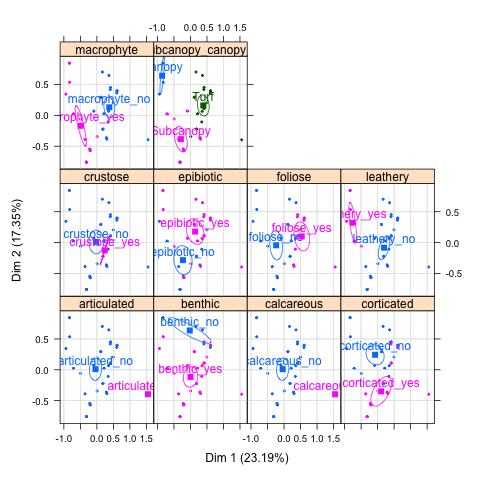 -1.0 0.0 0.5 1.0 1.5
macrophyte
bcanopy_canopy
0.5
0.0
-0.5
macrophyte_no
rophyte_yes
nopy
Turf
Subcanopy
crustose
epibiotic
foliose
leathery
crustose_no
crustose_yes
epibiotic_yes
epibiotic_no
foliose_yes
foliose_
ery_yes
leathery_no
0.5
0.0
-0.5
articulated
benthic
calcareous
corticated
0.5
0.0
-0.5
articulated_no
articulate
benthic_no
benthic_yes
calcareous_no
calcareo
corticated_no
corticated_yes
-1.0 0.0 0.5 1.0 1.5
-1.0 0.0 0.5 1.0 1.5
Dim 1 (23.19%)
Dim 2 (17.35%)